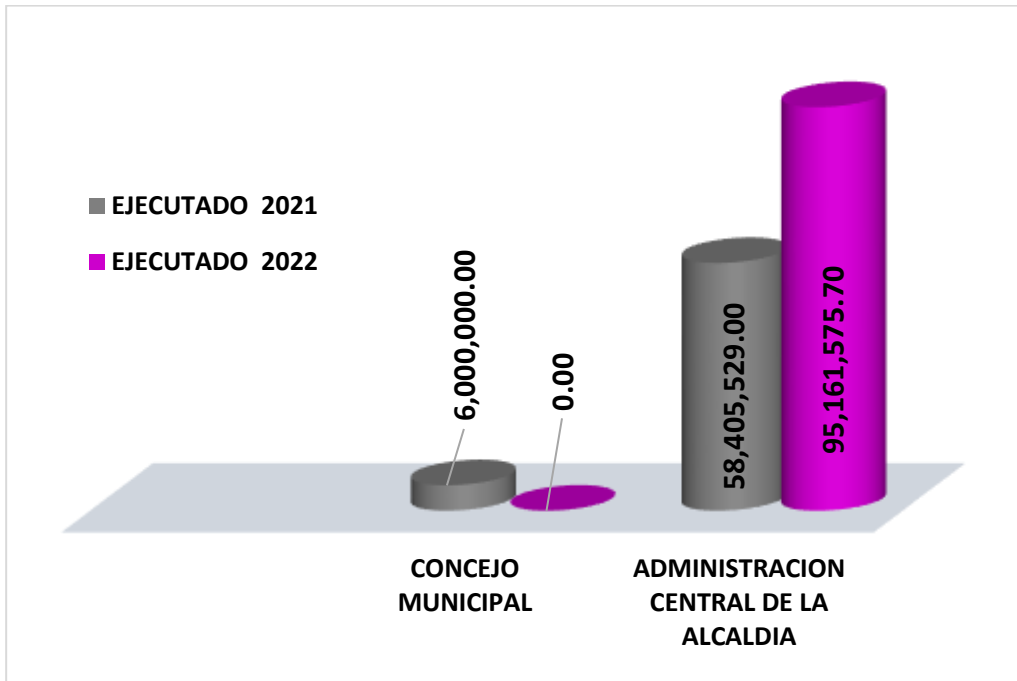 EJECUTADO 2021
EJECUTADO 2022
6,000,000.00
0.00
58,405,529.00
95,161,575.70
CONCEJO
MUNICIPAL
ADMINISTRACION
CENTRAL DE LA
ALCALDIA